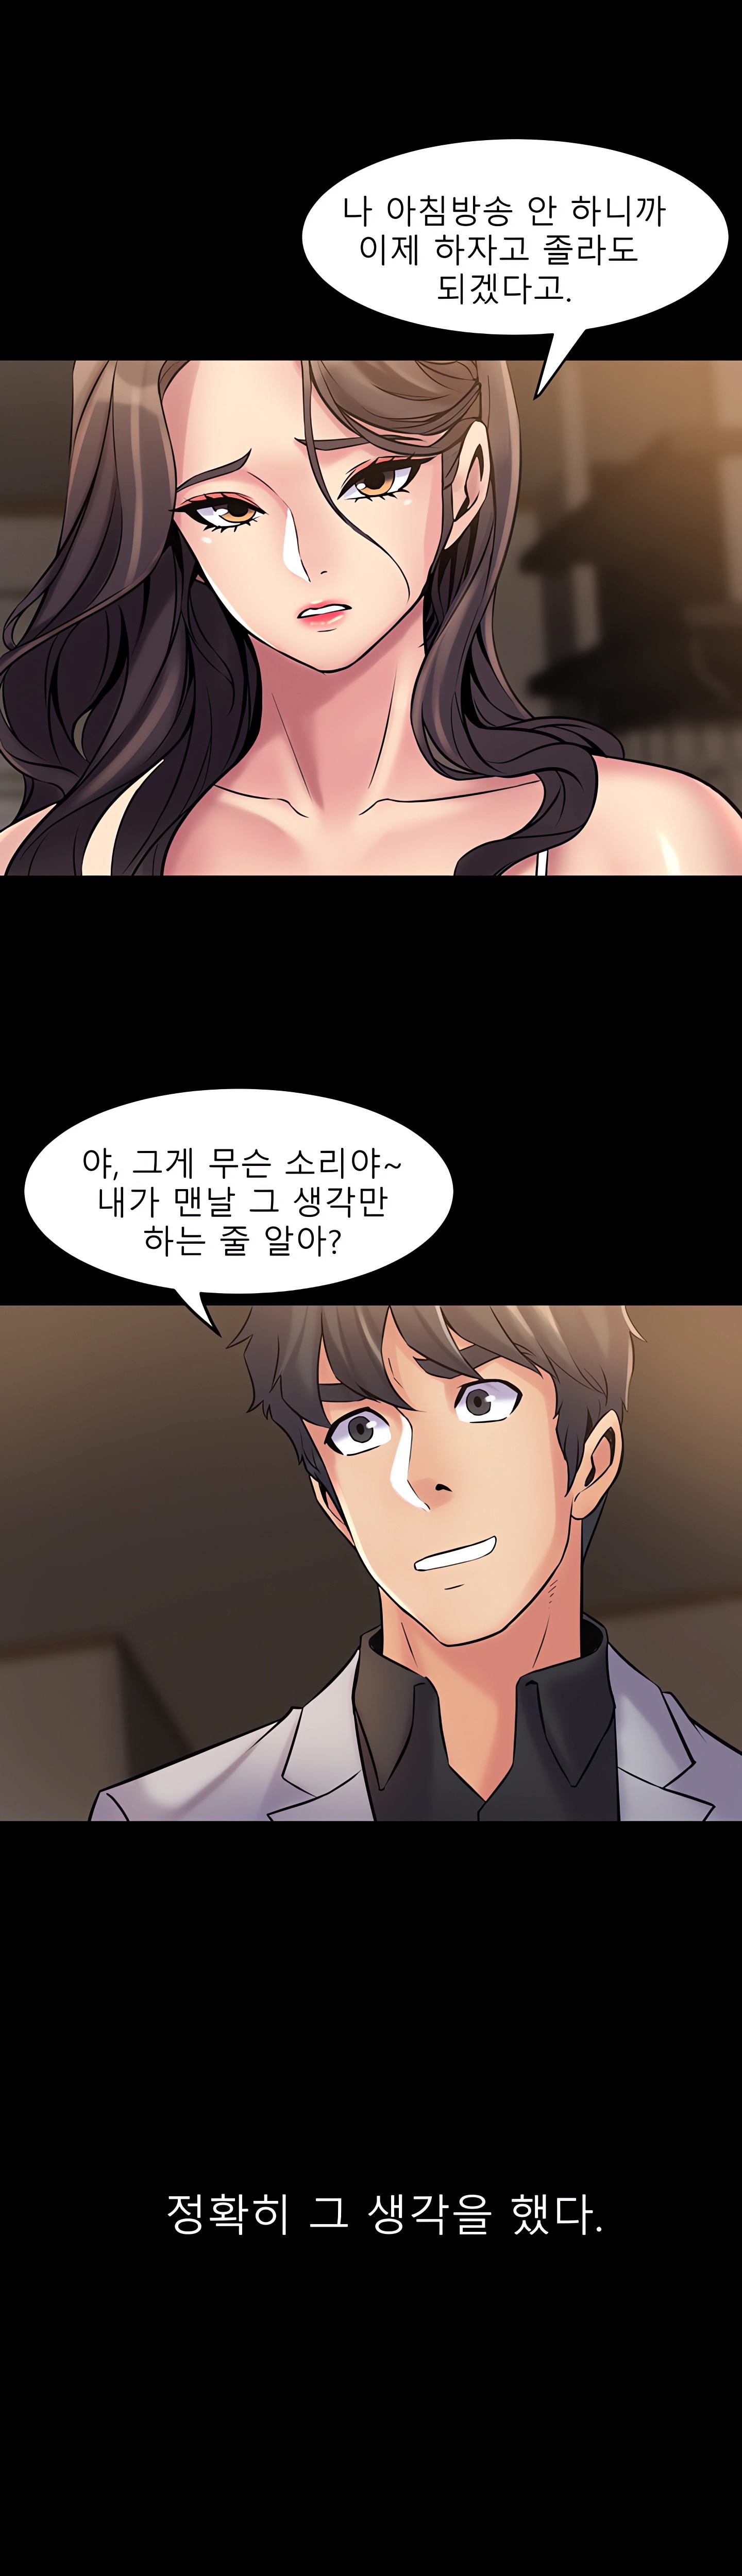 나 아침방송 안 하니까
이제 하자고 졸라도
되겠다고.
야, 그게 무슨 소리야~
내가 맨날 그 생각만
하는 줄 알아?
정확히 그 생각을 했다.